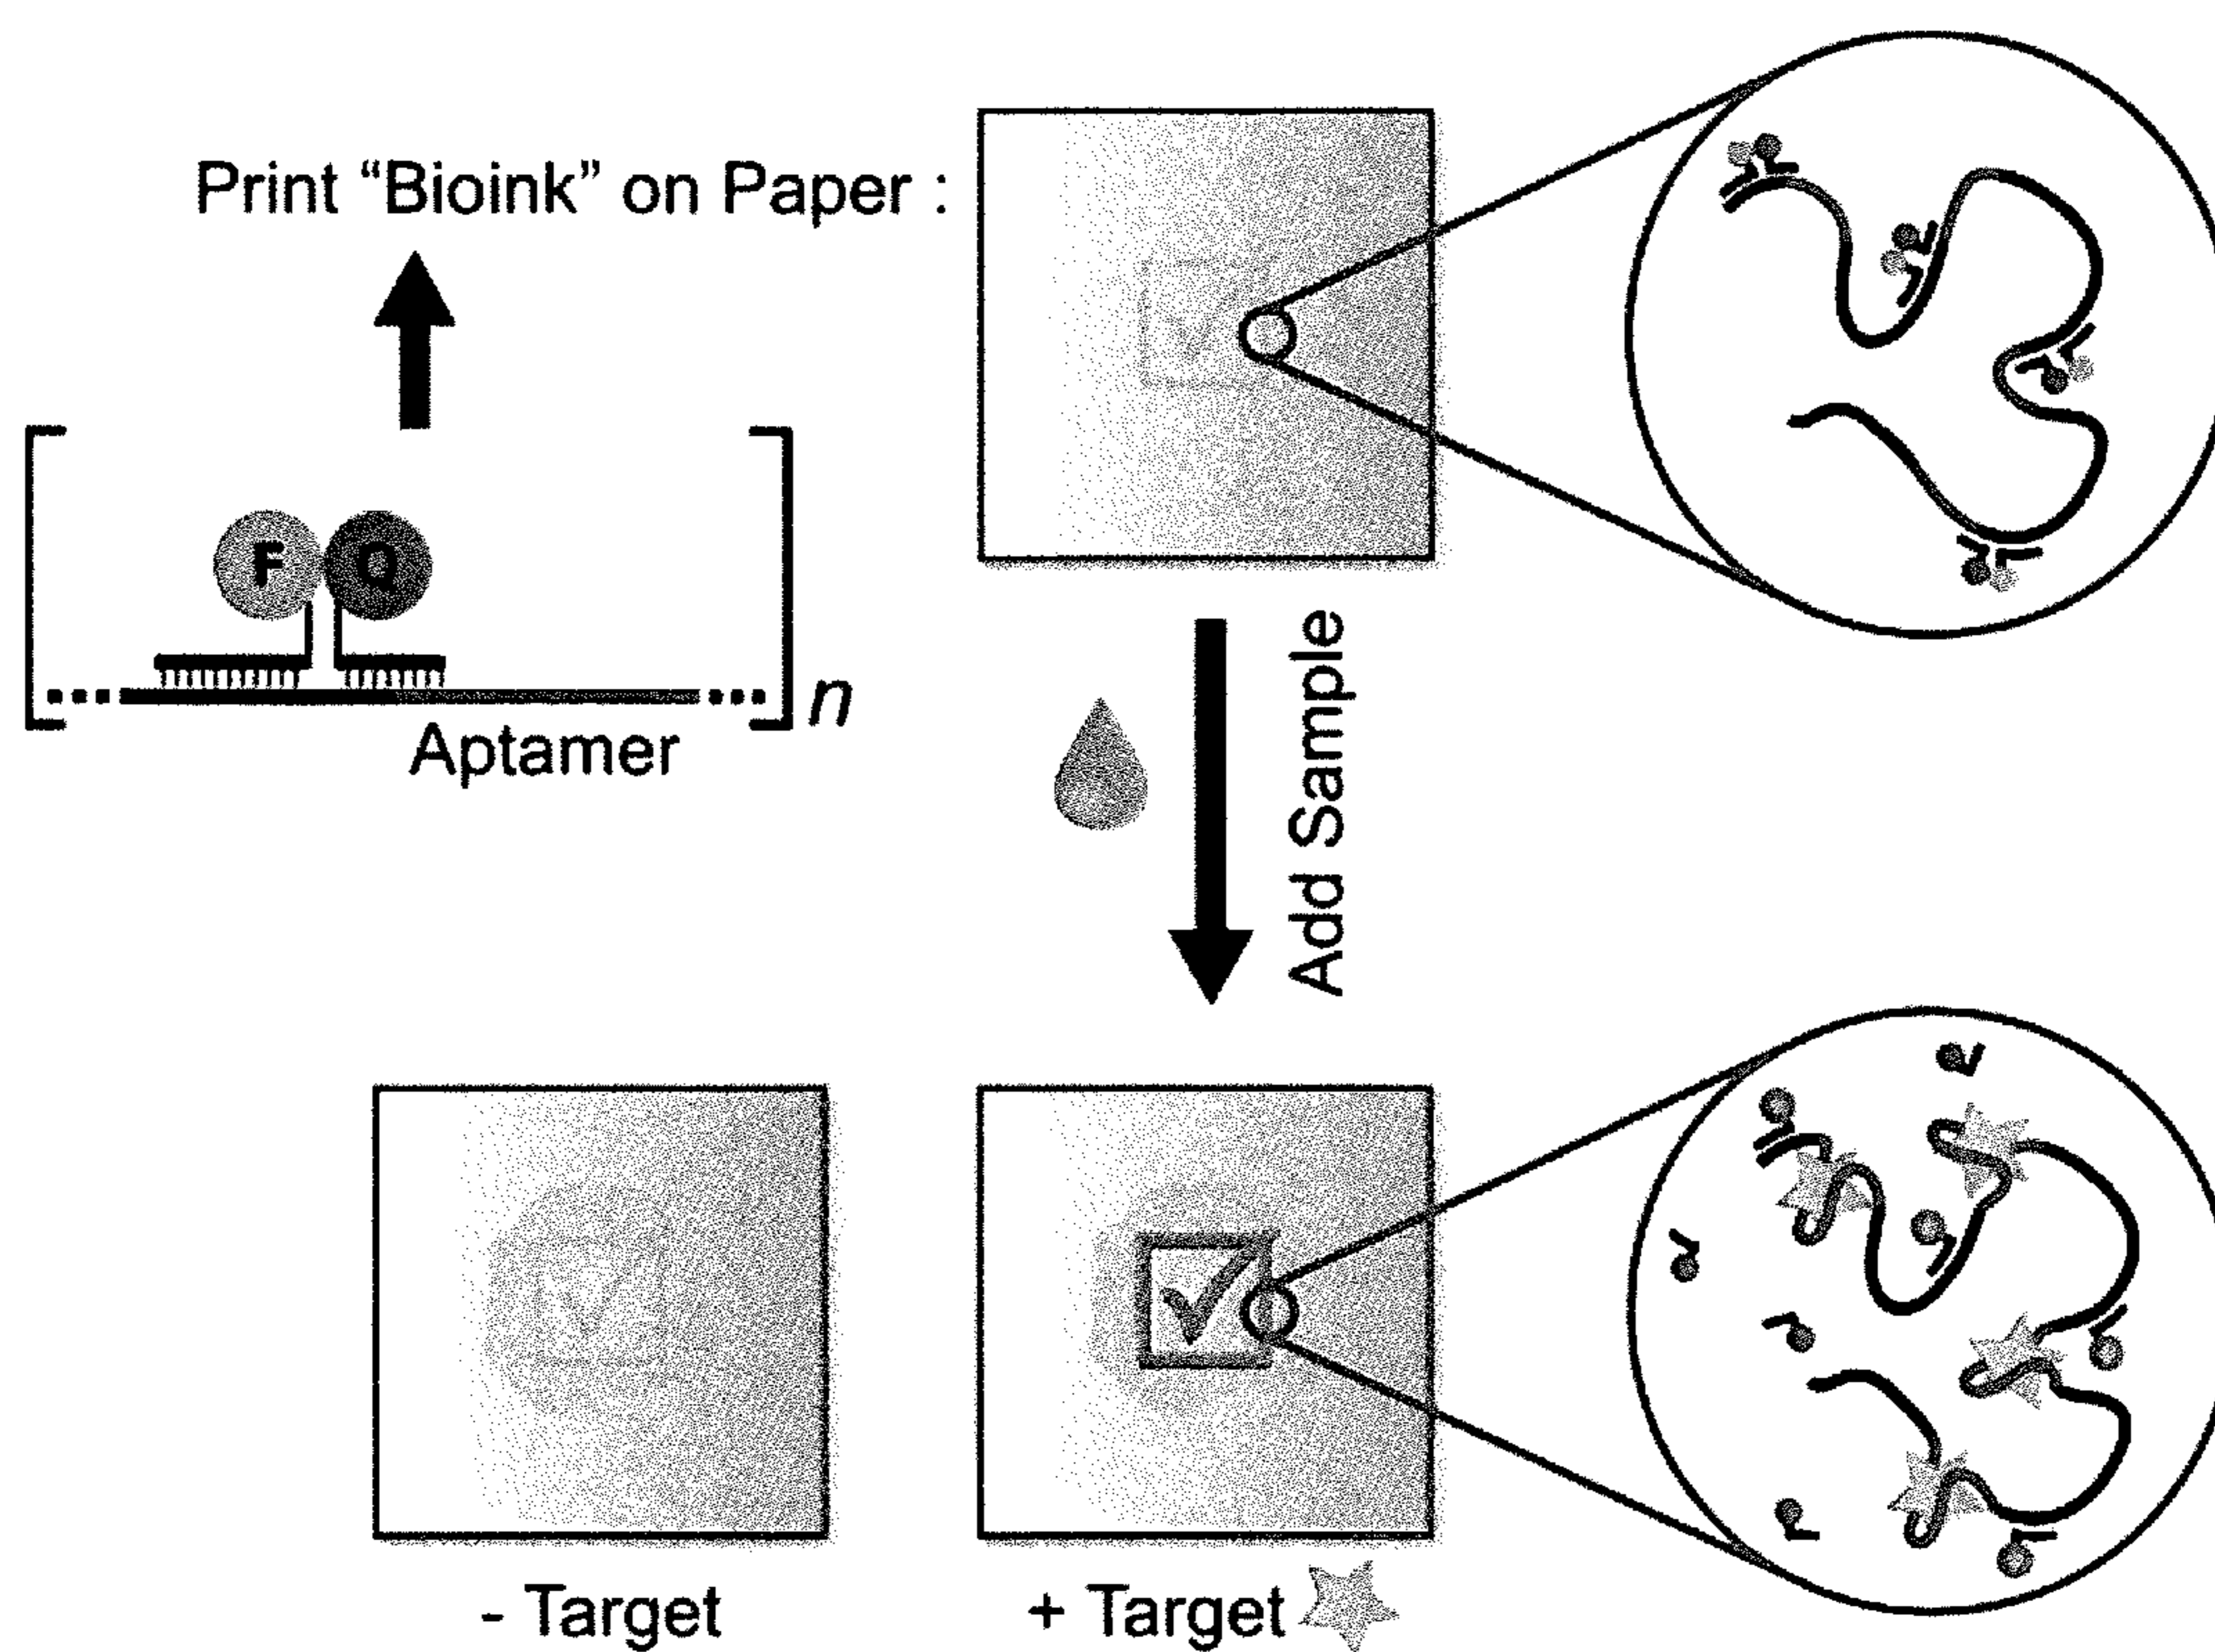 Print “Bioink” on Paper :
F Q
n
Aptamer
Add Sample
- Target
+ Target